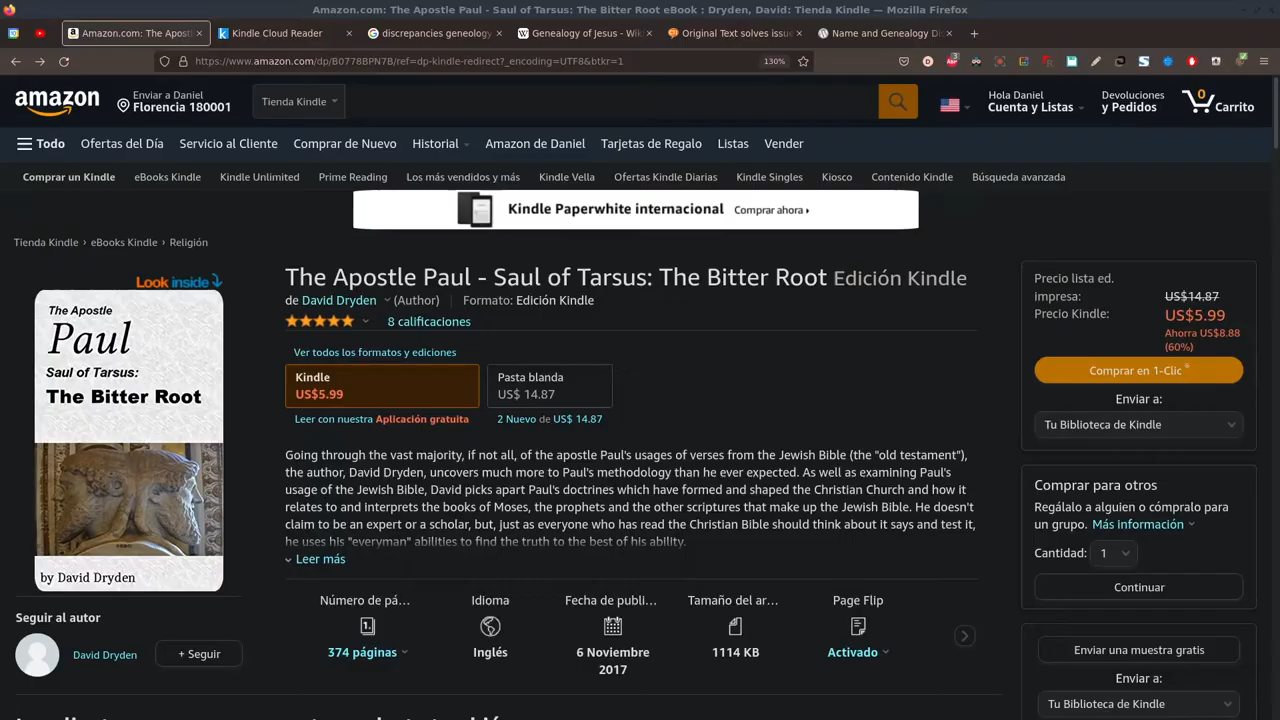 Amazon.com: The Apostle Paul - Saul of Tarsus: The Bitter Root eBook : Dryden, David: Tienda Kindle — Mozilla Firefox
Amazon.com: The Apostl
Kindle Cloud Reader
discrepancies geneology
Genealogy of Jesus - Wik
Original Text solves issue
Name and Genealogy Di
https://www.amazon.com/dp/B0778BPN7B/ref=dp-kindle-redirect?_encoding=UTF8&btkr=1
130%
amazon
Enviar a Daniel
Florencia 180001
Tienda Kindle
Hola Daniel
Cuenta y Listas
Devoluciones
y Pedidos
0
Carrito
Todo
Ofertas del Día
Servicio al Cliente
Comprar de Nuevo
Historial
Amazon de Daniel
Tarjetas de Regalo
Listas
Vender
Comprar un Kindle
eBooks Kindle
Kindle Unlimited
Prime Reading
Los más vendidos y más
Kindle Vella
Ofertas Kindle Diarias
Kindle Singles
Kiosco
Contenido Kindle
Búsqueda avanzada
Kindle Paperwhite internacional Comprar ahora ›
Tienda Kindle › eBooks Kindle › Religión
Look inside
The Apostle
Paul
Saul of Tarsus:
The Bitter Root
by David Dryden
Seguir al autor
David Dryden
+ Seguir
The Apostle Paul - Saul of Tarsus: The Bitter Root Edición Kindle
de David Dryden (Author) | Formato: Edición Kindle
8 calificaciones
Ver todos los formatos y ediciones
Kindle
US$5.99
Pasta blanda
US$ 14.87
Leer con nuestra Aplicación gratuita
2 Nuevo de US$ 14.87
Going through the vast majority, if not all, of the apostle Paul's usages of verses from the Jewish Bible (the "old testament"),
the author, David Dryden, uncovers much more to Paul's methodology than he ever expected. As well as examining Paul's
usage of the Jewish Bible, David picks apart Paul's doctrines which have formed and shaped the Christian Church and how it
relates to and interprets the books of Moses, the prophets and the other scriptures that make up the Jewish Bible. He doesn't
claim to be an expert or a scholar, but, just as everyone who has read the Christian Bible should think about it says and test it,
he uses his "everyman" abilities to find the truth to the best of his ability.
Leer más
Número de pá...
374 páginas
Idioma
Inglés
Fecha de publi...
6 Noviembre
2017
Tamaño del ar...
1114 KB
Page Flip
Activado
Precio lista ed.
impresa: US$14.87
Precio Kindle: US$5.99
Ahorra US$8.88
(60%)
Comprar en 1-Clic®
Enviar a:
Tu Biblioteca de Kindle
Comprar para otros
Regálalo a alguien o cómpralo para
un grupo. Más información
Cantidad: 1
Continuar
Enviar una muestra gratis
Enviar a:
Tu Biblioteca de Kindle